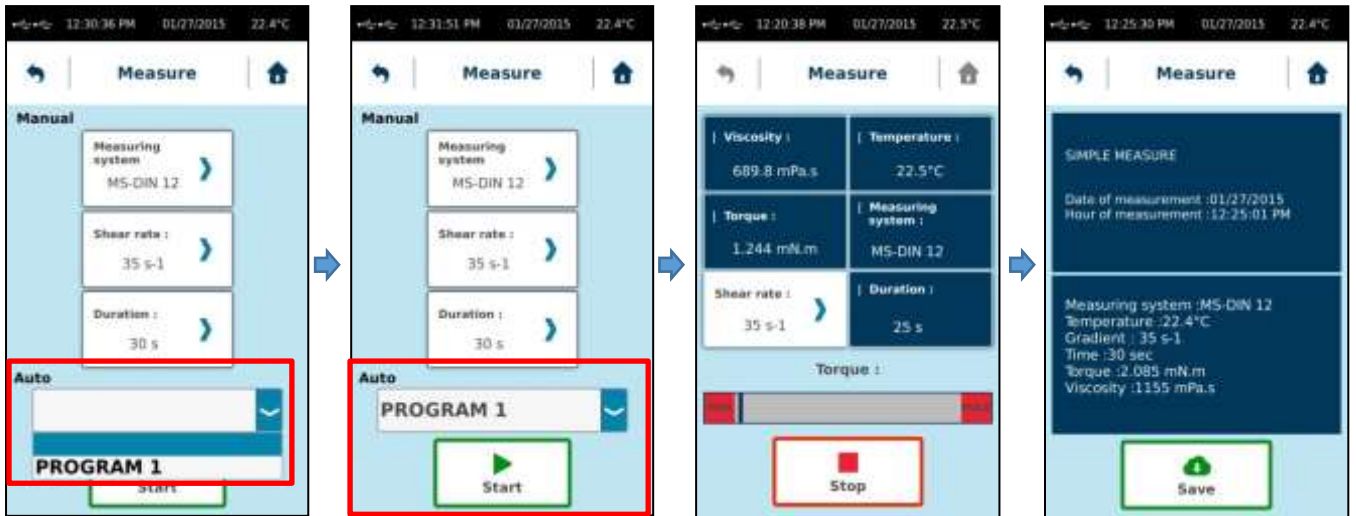 12:30:36 PM 01/27/2015 22.4°C
Measure
Manual
Measuring
system
MS-DIN 12
Shear rate :
35 s-1
Duration :
30 s
Auto
PROGRAM 1
Start
12:31:51 PM 01/27/2015 22.4°C
Measure
Manual
Measuring
system
MS-DIN 12
Shear rate :
35 s-1
Duration :
30 s
Auto
PROGRAM 1
Start
12:20:38 PM 01/27/2015 22.5°C
Measure
| Viscosity :
689.8 mPa.s
| Temperature :
22.5°C
| Torque :
1.244 mN.m
| Measuring
system :
MS-DIN 12
Shear rate :
35 s-1
| Duration :
25 s
Torque :
Stop
12:25:30 PM 01/27/2015 22.4°C
Measure
SIMPLE MEASURE
Date of measurement :01/27/2015
Hour of measurement :12:25:01 PM
Measuring system :MS-DIN 12
Temperature :22.4°C
Gradient : 35 s-1
Time :30 sec
Torque :2.085 mN.m
Viscosity :1155 mPa.s
Save